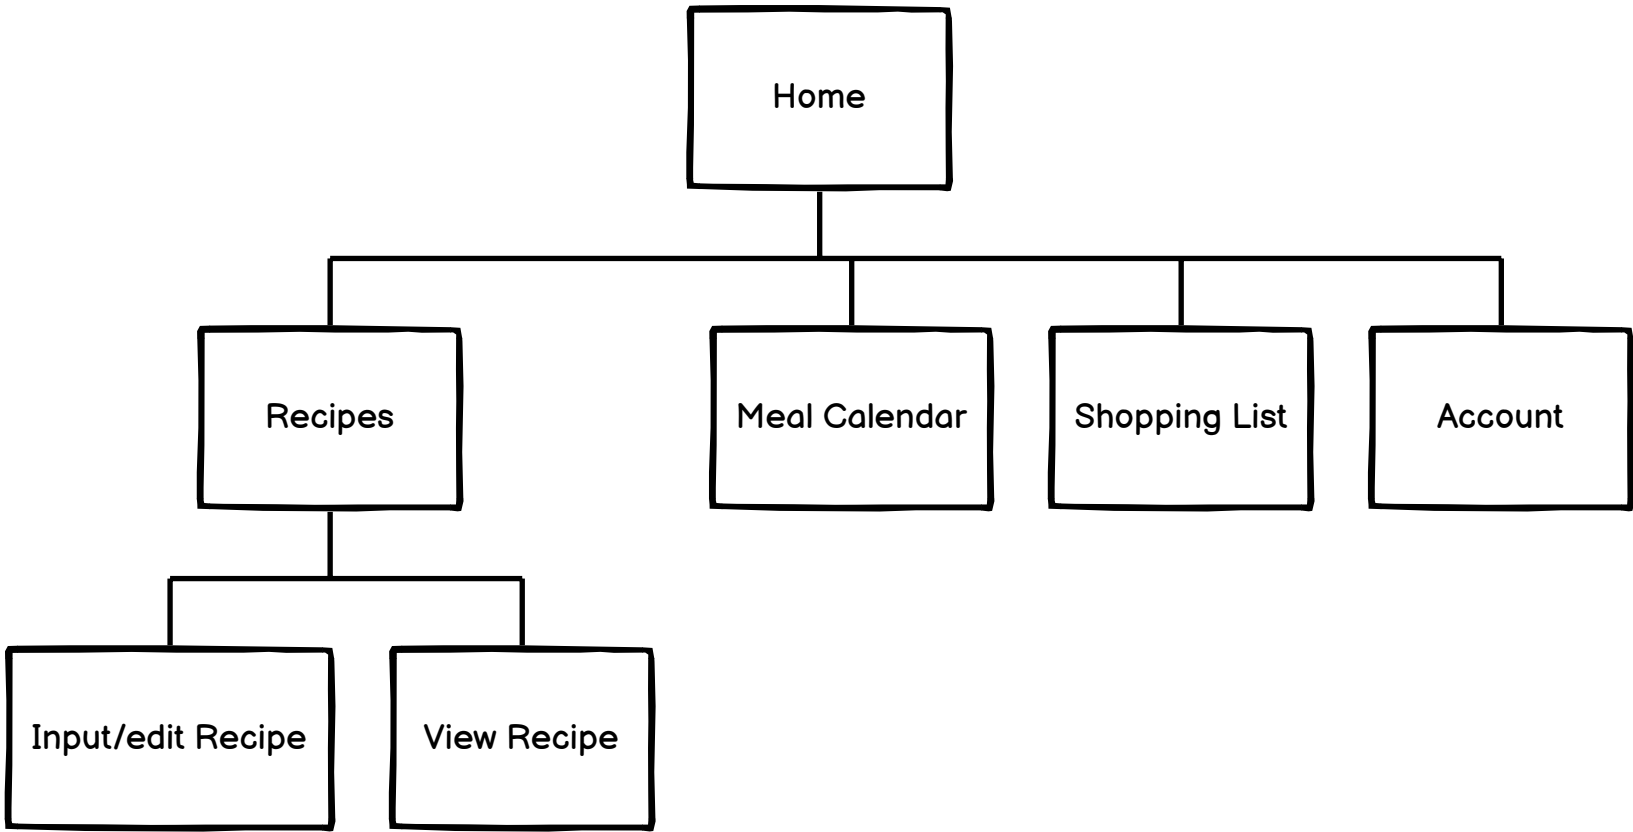 Home
Recipes
Meal Calendar
Shopping List
Account
Input/edit Recipe
View Recipe